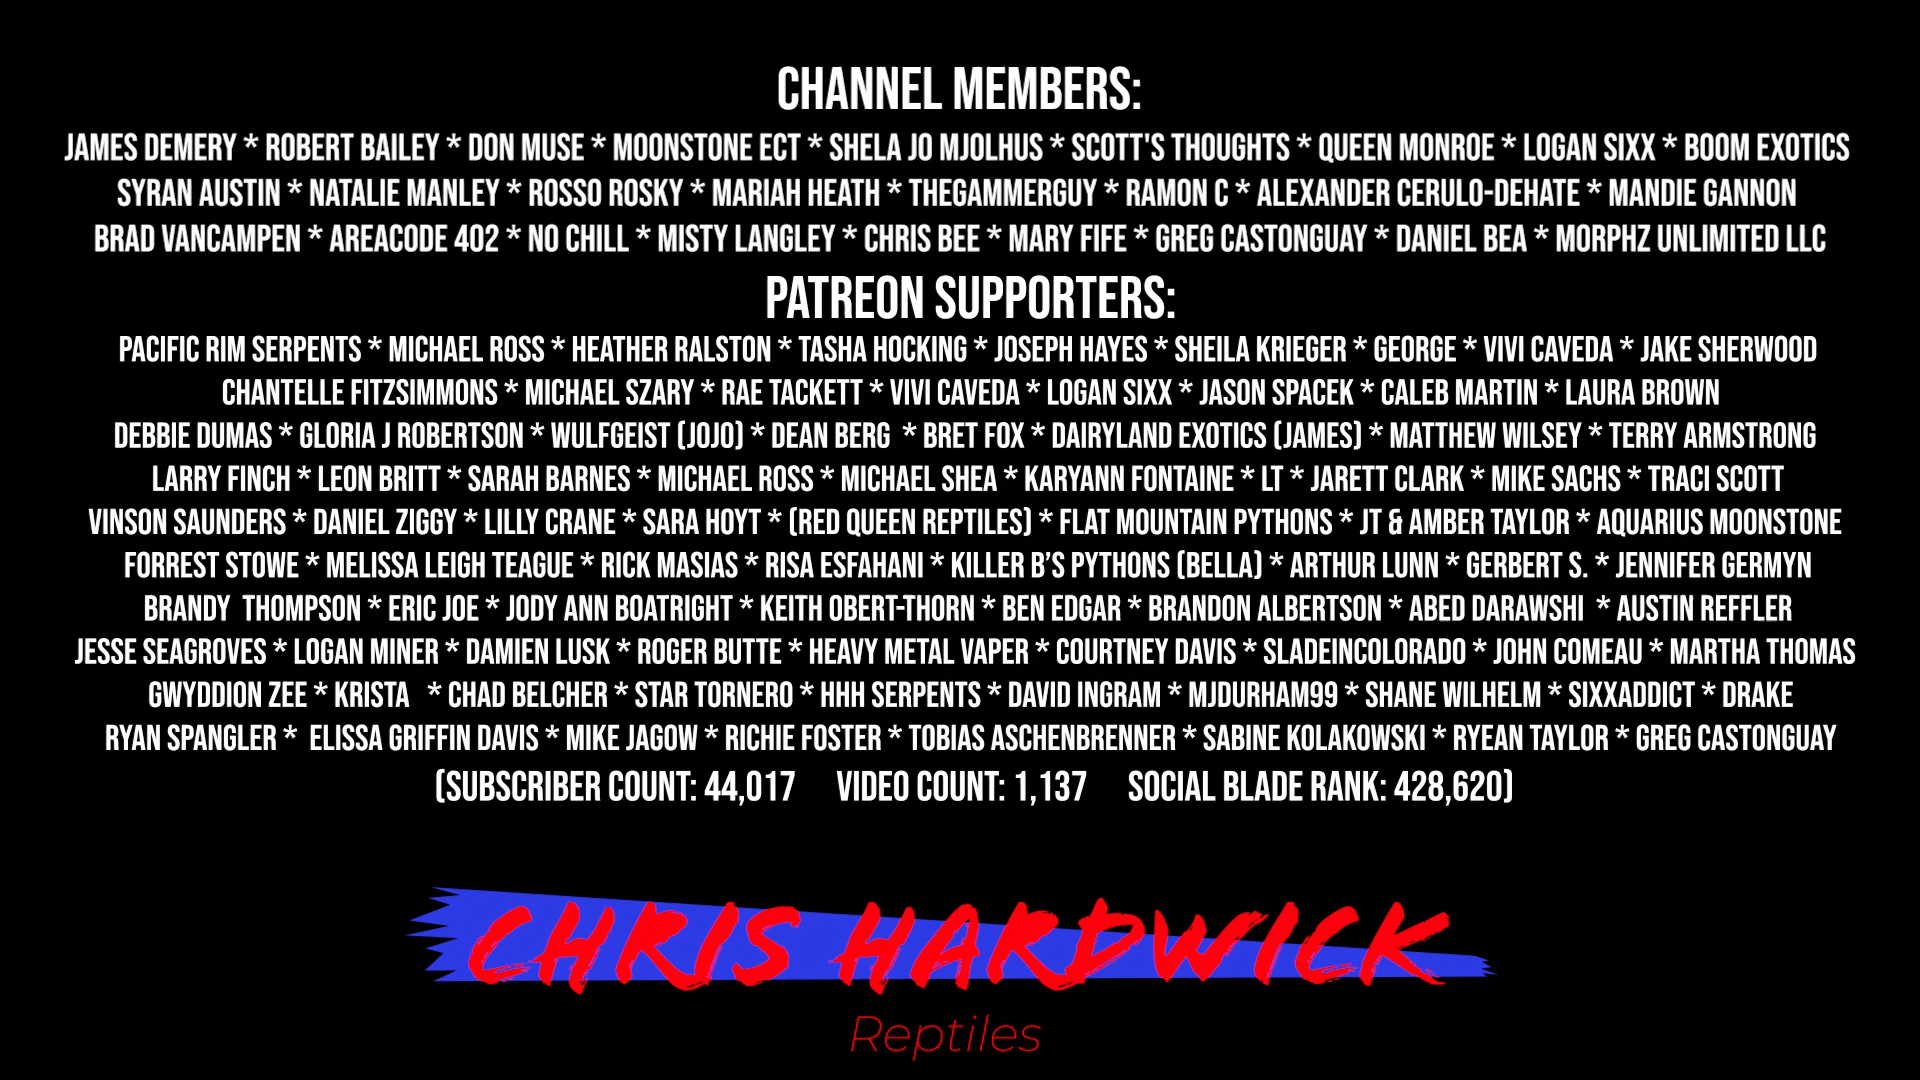 CHANNEL MEMBERS:
JAMES DEMERY * ROBERT BAILEY * DON MUSE * MOONSTONE ECT * SHELA JO MJOLHUS * SCOTT'S THOUGHTS * QUEEN MONROE * LOGAN SIXX * BOOM EXOTICS
SYRAN AUSTIN * NATALIE MANLEY * ROSSO ROSKY * MARIAH HEATH * THEGAMMERGUY * RAMON C * ALEXANDER CERULO-DEHATE * MANDIE GANNON
BRAD VANCAMPEN * AREACODE 402 * NO CHILL * MISTY LANGLEY * CHRIS BEE * MARY FIFE * GREG CASTONGUAY * DANIEL BEA * MORPHZ UNLIMITED LLC
PATREON SUPPORTERS:
PACIFIC RIM SERPENTS * MICHAEL ROSS * HEATHER RALSTON * TASHA HOCKING * JOSEPH HAYES * SHEILA KRIEGER * GEORGE * VIVI CAVEDA * JAKE SHERWOOD
CHANTELLE FITZSIMMONS * MICHAEL SZARY * RAE TACKETT * VIVI CAVEDA * LOGAN SIXX * JASON SPACEK * CALEB MARTIN * LAURA BROWN
DEBBIE DUMAS * GLORIA J ROBERTSON * WULFGEIST (JOJO) * DEAN BERG * BRET FOX * DAIRYLAND EXOTICS (JAMES) * MATTHEW WILSEY * TERRY ARMSTRONG
LARRY FINCH * LEON BRITT * SARAH BARNES * MICHAEL ROSS * MICHAEL SHEA * KARYANN FONTAINE * LT * JARETT CLARK * MIKE SACHS * TRACI SCOTT
VINSON SAUNDERS * DANIEL ZIGGY * LILLY CRANE * SARA HOYT * (RED QUEEN REPTILES) * FLAT MOUNTAIN PYTHONS * JT & AMBER TAYLOR * AQUARIUS MOONSTONE
FORREST STOWE * MELISSA LEIGH TEAGUE * RICK MASIAS * RISA ESFAHANI * KILLER B’S PYTHONS (BELLA) * ARTHUR LUNN * GERBERT S. * JENNIFER GERMYN
BRANDY THOMPSON * ERIC JOE * JODY ANN BOATRIGHT * KEITH OBERT-THORN * BEN EDGAR * BRANDON ALBERTSON * ABED DARAWSHI * AUSTIN REFFLER
JESSE SEAGROVES * LOGAN MINER * DAMIEN LUSK * ROGER BUTTE * HEAVY METAL VAPER * COURTNEY DAVIS * SLADEINCOLORADO * JOHN COMEAU * MARTHA THOMAS
GWYDDION ZEE * KRISTA * CHAD BELCHER * STAR TORNERO * HHH SERPENTS * DAVID INGRAM * MJDURHAM99 * SHANE WILHELM * SIXXADDICT * DRAKE
RYAN SPANGLER * ELISSA GRIFFIN DAVIS * MIKE JAGOW * RICHIE FOSTER * TOBIAS ASCHENBRENNER * SABINE KOLAKOWSKI * RYEAN TAYLOR * GREG CASTONGUAY
(SUBSCRIBER COUNT: 44,017 VIDEO COUNT: 1,137 SOCIAL BLADE RANK: 428,620)
CHRIS HARDWICK
Reptiles